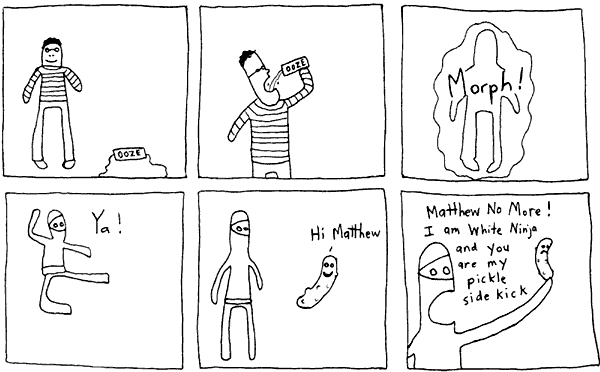 OOZE
OOZE
Morph!
Ya!
Hi Matthew
Matthew No More!
I am White Ninja
and you
are my
pickle
side kick